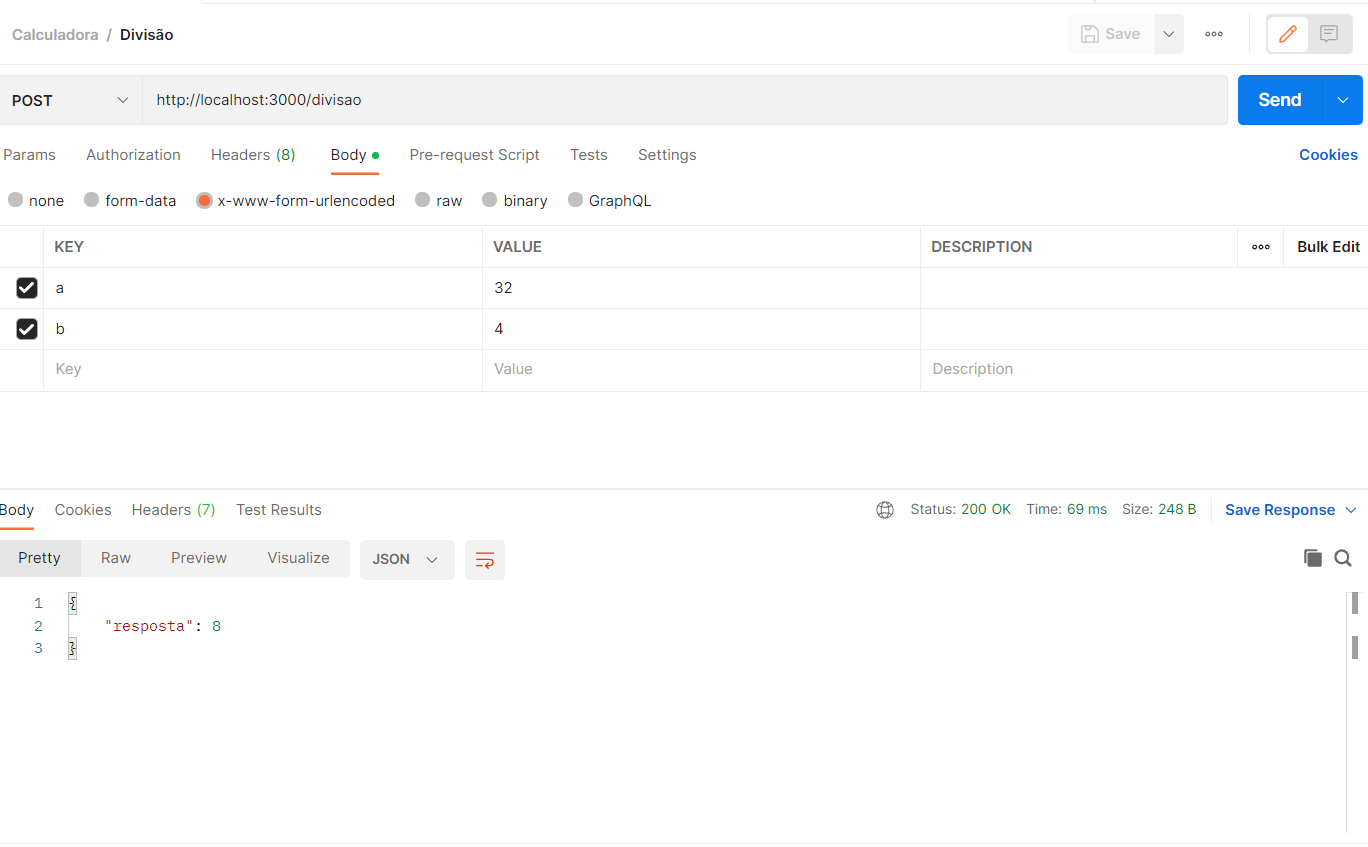 Calculadora / Divisão
Save
POST
http://localhost:3000/divisao
Send
Params Authorization Headers (8) Body Pre-request Script Tests Settings Cookies
none form-data x-www-form-urlencoded raw binary GraphQL
KEY VALUE DESCRIPTION Bulk Edit
a 32
b 4
Key Value Description
Body Cookies Headers (7) Test Results Status: 200 OK Time: 69 ms Size: 248 B Save Response
Pretty Raw Preview Visualize JSON
1 {
2 "resposta": 8
3 }